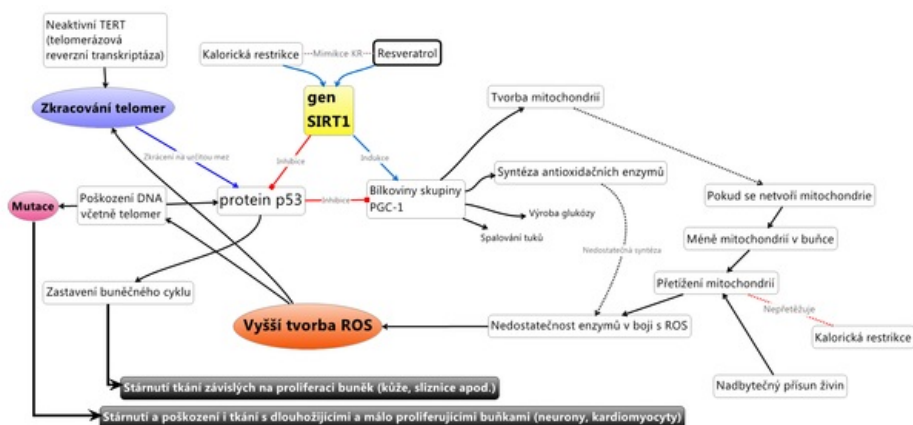 Neaktivní TERT
(telomerázová
reverzní transkriptáza)
Kalorická restrikce
Mimikce KR
Resveratrol
Zkracování telomer
gen
SIRT1
Tvorba mitochondrií
Zkrácení na určitou mez
Inhibice
Indukce
Syntéza antioxidačních enzymů
Mutace
Poškození DNA
včetně telomer
protein p53
Inhibice
Bílkoviny skupiny
PGC-1
Pokud se netvoří mitochondrie
Výroba glukózy
Spalování tuků
Nedostatečná syntéza
Méně mitochondrií v buňce
Zastavení buněčného cyklu
Přetížení mitochondrií
Nepřetěžuje
Vyšší tvorba ROS
Nedostatečnost enzymů v boji s ROS
Kalorická restrikce
Nadbytečný přísun živin
Stárnutí tkání závislých na proliferaci buněk (kůže, sliznice apod.)
Stárnutí a poškození i tkání s dlouhožijícími a málo proliferujícími buňkami (neurony, kardiomyocyty)